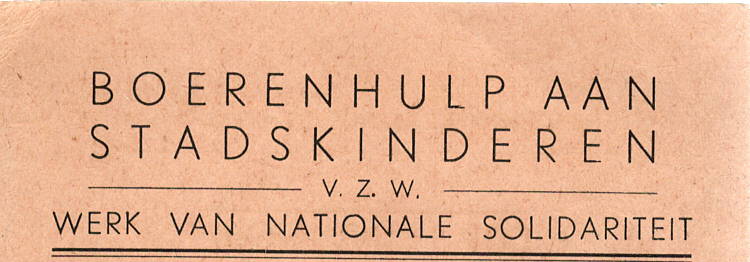 BOERENHULP AAN
STADSKINDEREN
V. Z. W.
WERK VAN NATIONALE SOLIDARITEIT